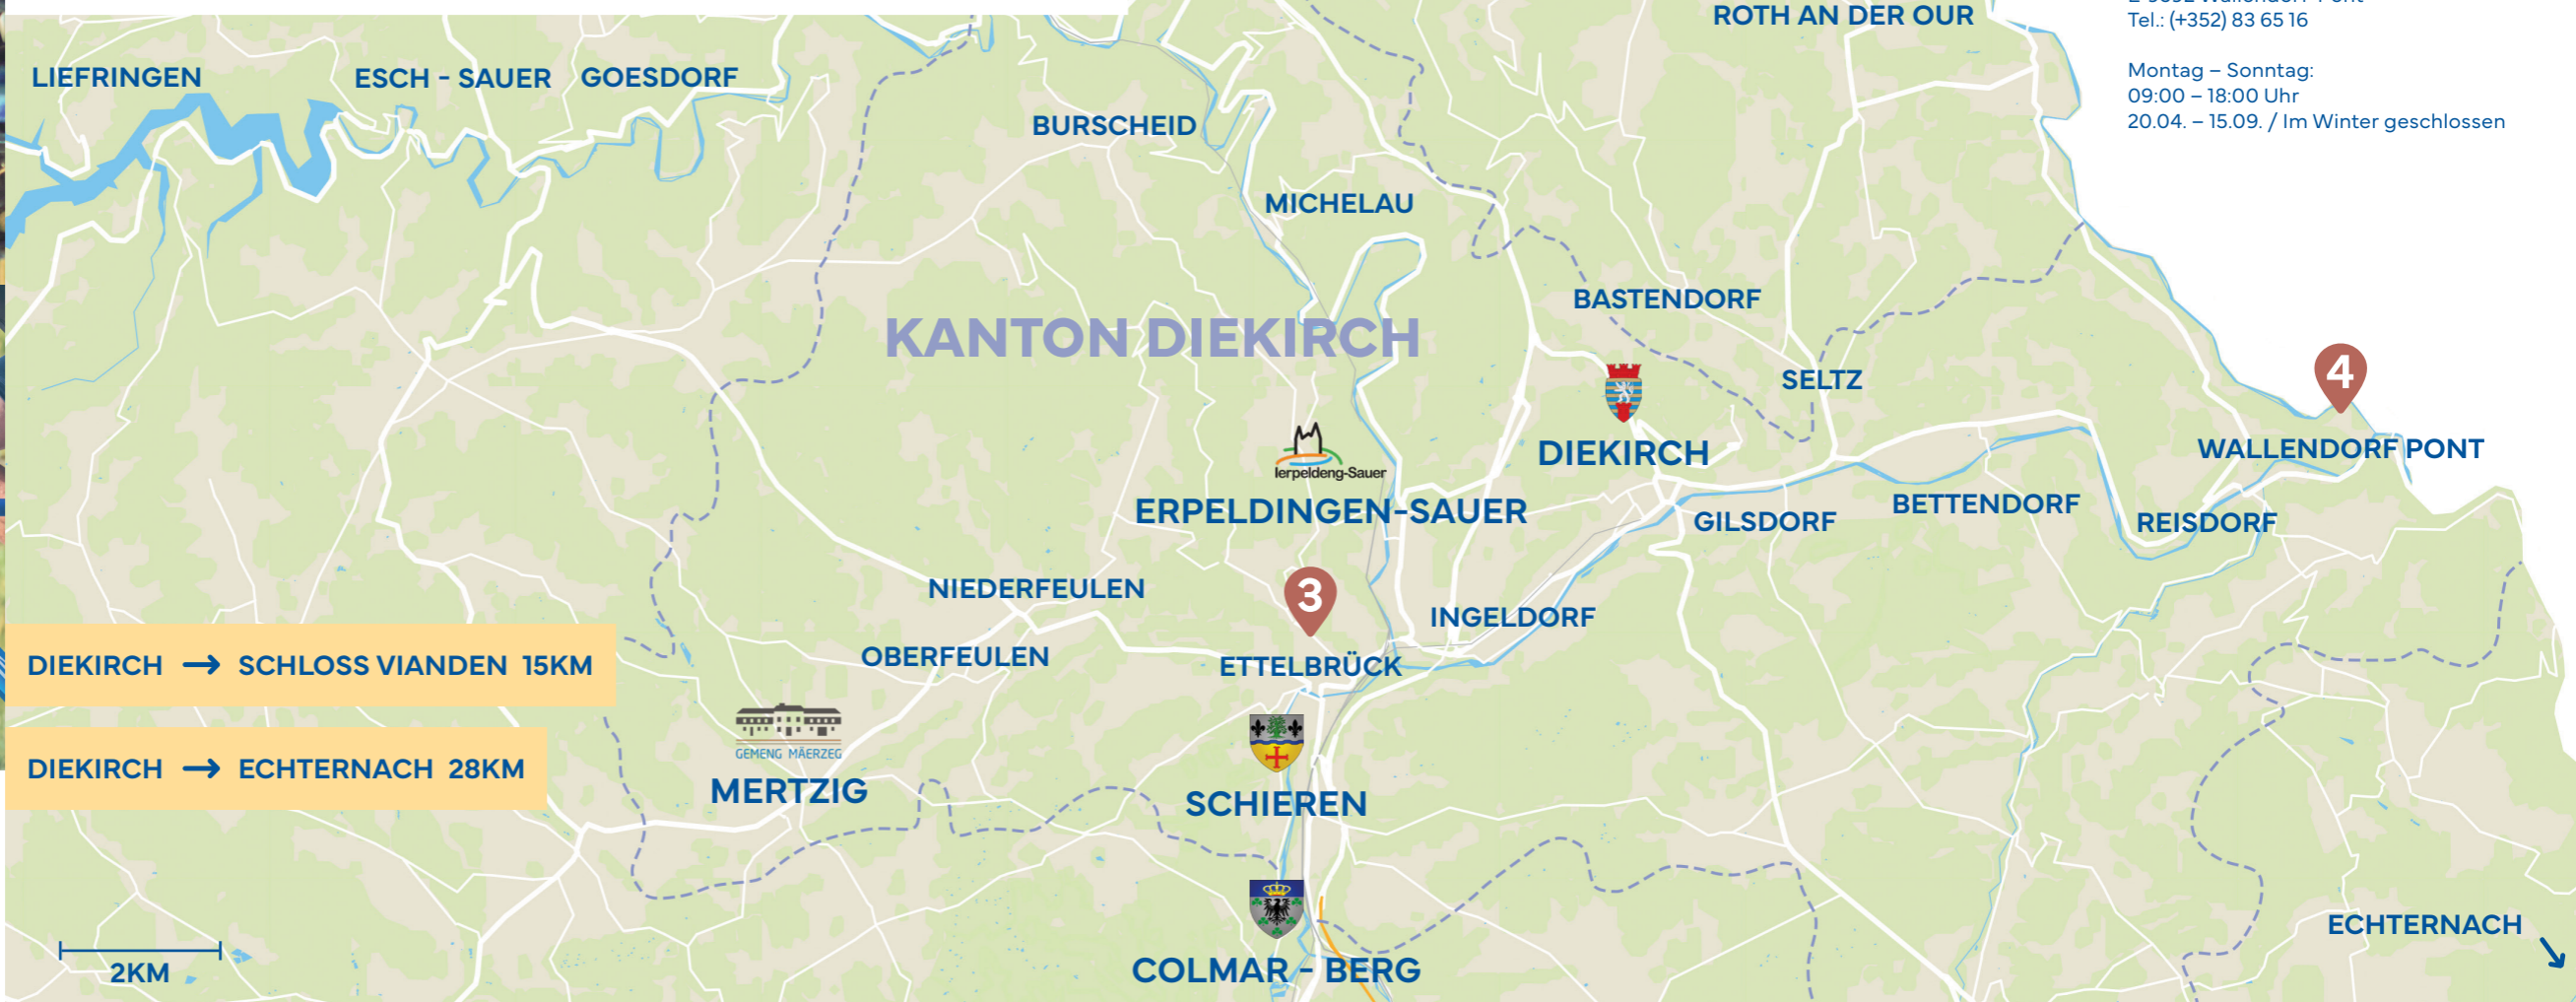 ROTH AN DER OUR
Tel.: (+352) 83 65 16
Montag – Sonntag:
09:00 – 18:00 Uhr
20.04. – 15.09. / Im Winter geschlossen
LIEFRINGEN
ESCH - SAUER
GOESDORF
BURSCHEID
MICHELAU
BASTENDORF
KANTON DIEKIRCH
SELTZ
4
DIEKIRCH
WALLENDORF PONT
Ierpeldeng-Sauer
ERPELDINGEN-SAUER
BETTENDORF
GILSDORF
REISDORF
NIEDERFEULEN
3
INGELDORF
OBERFEULEN
ETTELBRÜCK
DIEKIRCH → SCHLOSS VIANDEN 15KM
DIEKIRCH → ECHTERNACH 28KM
GEMENG MÄERZEG
MERTZIG
SCHIEREN
ECHTERNACH
COLMAR - BERG
2KM